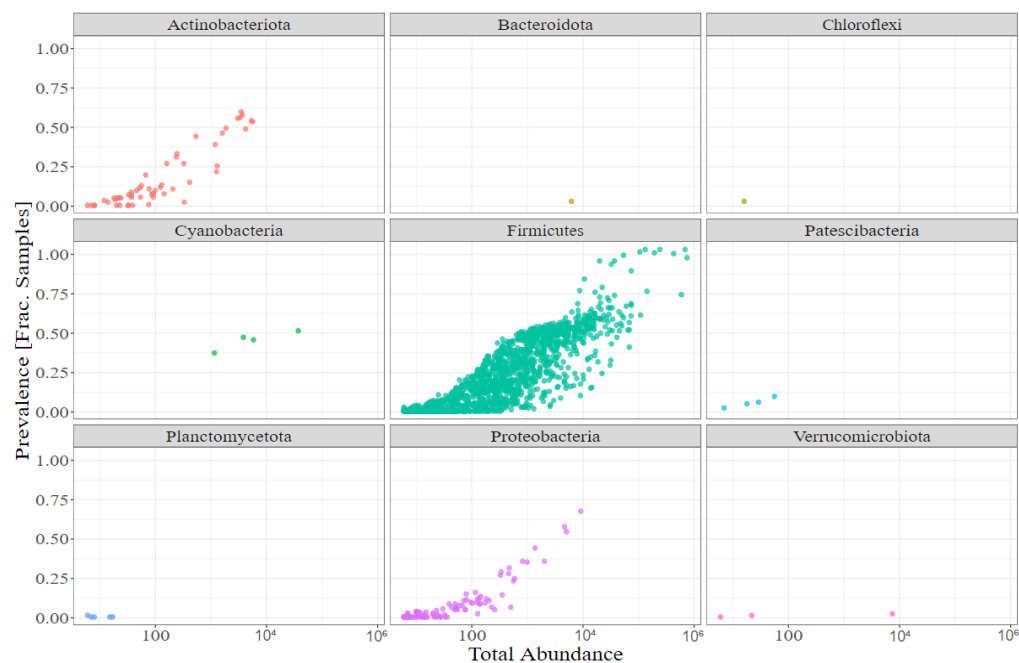 Actinobacteriota Bacteroidota Chloroflexi
1.00
0.75
0.50
0.25
0.00
Cyanobacteria Firmicutes Patescibacteria
1.00
0.75
0.50
0.25
0.00
Planctomycetota Proteobacteria Verrucomicrobiota
1.00
0.75
0.50
0.25
0.00
100 10⁴ 10⁶ 100 10⁴ 10⁶ 100 10⁴ 10⁶
Prevalence [Frac. Samples]
Total Abundance